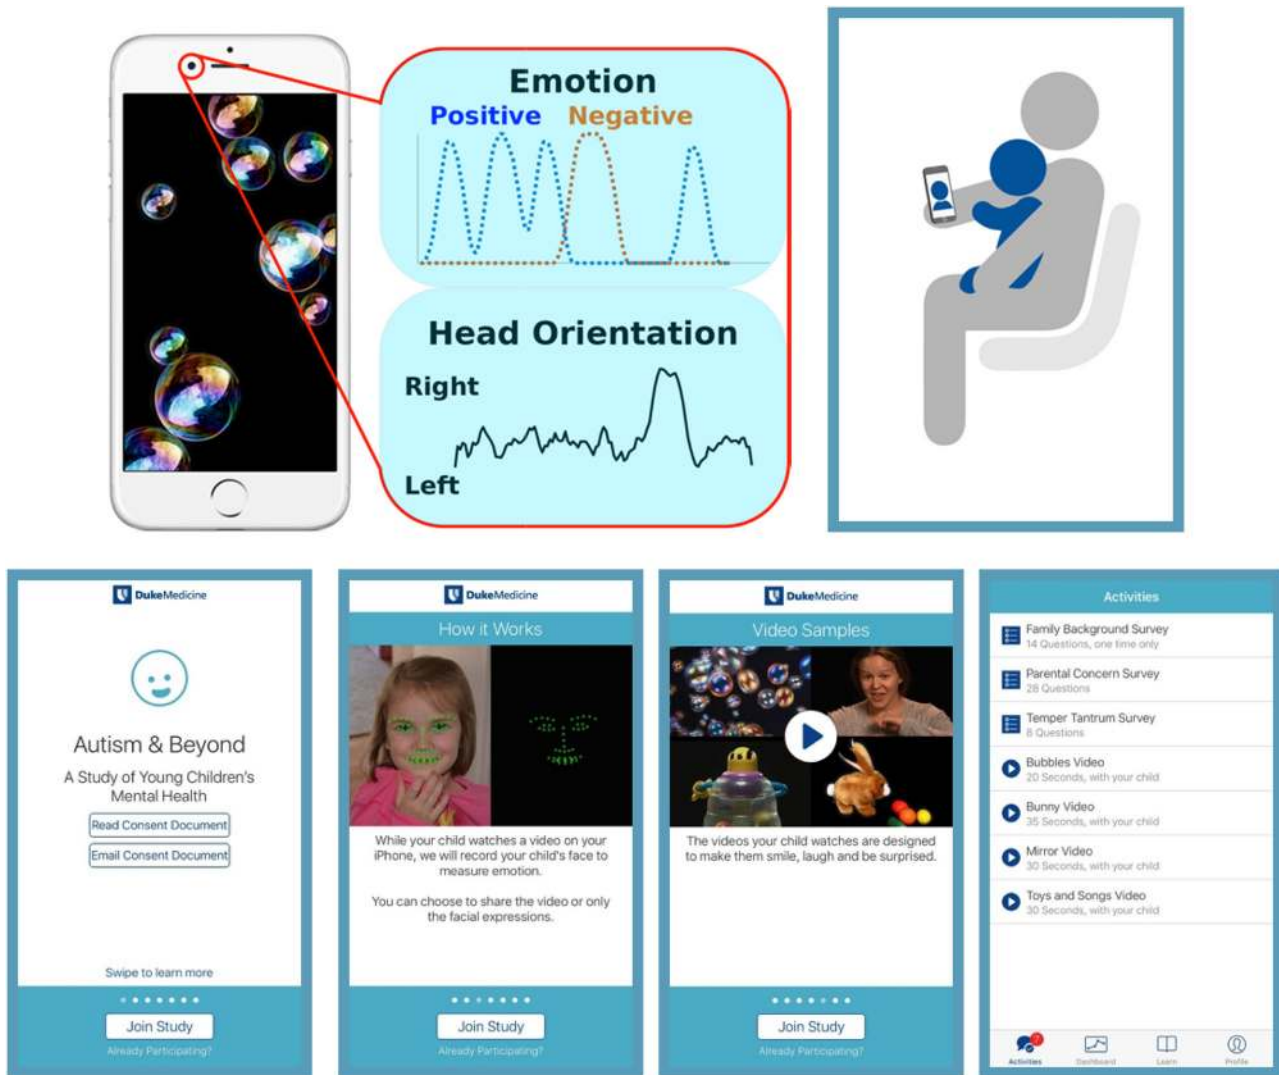 Emotion
Positive Negative
Head Orientation
Right
Left
DukeMedicine
Autism & Beyond
A Study of Young Children's
Mental Health
Read Consent Document
Email Consent Document
Swipe to learn more
Join Study
Already Participating?
DukeMedicine
How it Works
While your child watches a video on your
iPhone, we will record your child's face to
measure emotion.
You can choose to share the video or only
the facial expressions.
Join Study
Already Participating?
DukeMedicine
Video Samples
The videos your child watches are designed
to make them smile, laugh and be surprised.
Join Study
Already Participating?
Activities
Family Background Survey
14 Questions, one time only
Parental Concern Survey
28 Questions
Temper Tantrum Survey
8 Questions
Bubbles Video
20 Seconds, with your child
Bunny Video
35 Seconds, with your child
Mirror Video
30 Seconds, with your child
Toys and Songs Video
30 Seconds, with your child
7
Activities Dashboard Learn Profile